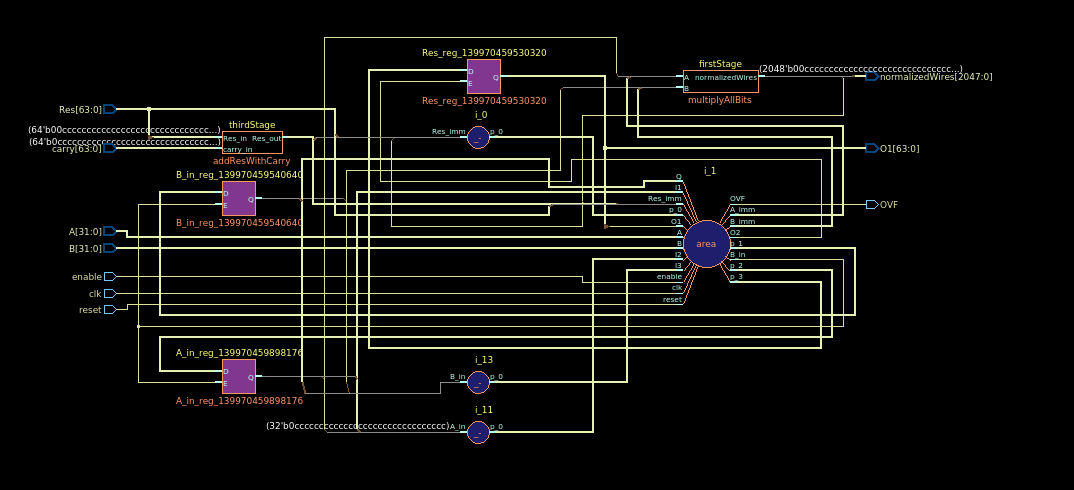 Res_reg_139970459530320
D
E
Q
Res_reg_139970459530320
firstStage
A normalizedWires
B
multiplyAllBits
(2048'b00cccccccccccccccccccccccccccc...)
normalizedWires[2047:0]
Res[63:0]
(64'b00ccccccccccccccccccccccccccccc...)
(64'b0cccccccccccccccccccccccccccccc...)
carry[63:0]
thirdStage
Res_in Res_out
carry_in
addResWithCarry
i_0
Res_imm
p_0
O1[63:0]
B_in_reg_139970459540640
D
E
Q
B_in_reg_139970459540640
i_1
Q
I1
Res_imm
p_0
O1
A
B
I2
I3
enable
clk
reset
area
OVF
A_imm
B_imm
O2
p_1
B_in
p_2
p_3
OVF
A[31:0]
B[31:0]
enable
clk
reset
A_in_reg_139970459898176
D
E
Q
A_in_reg_139970459898176
i_13
B_in
p_0
i_11
(32'b0ccccccccccccccccccccccccccccccc)
A_in
p_0